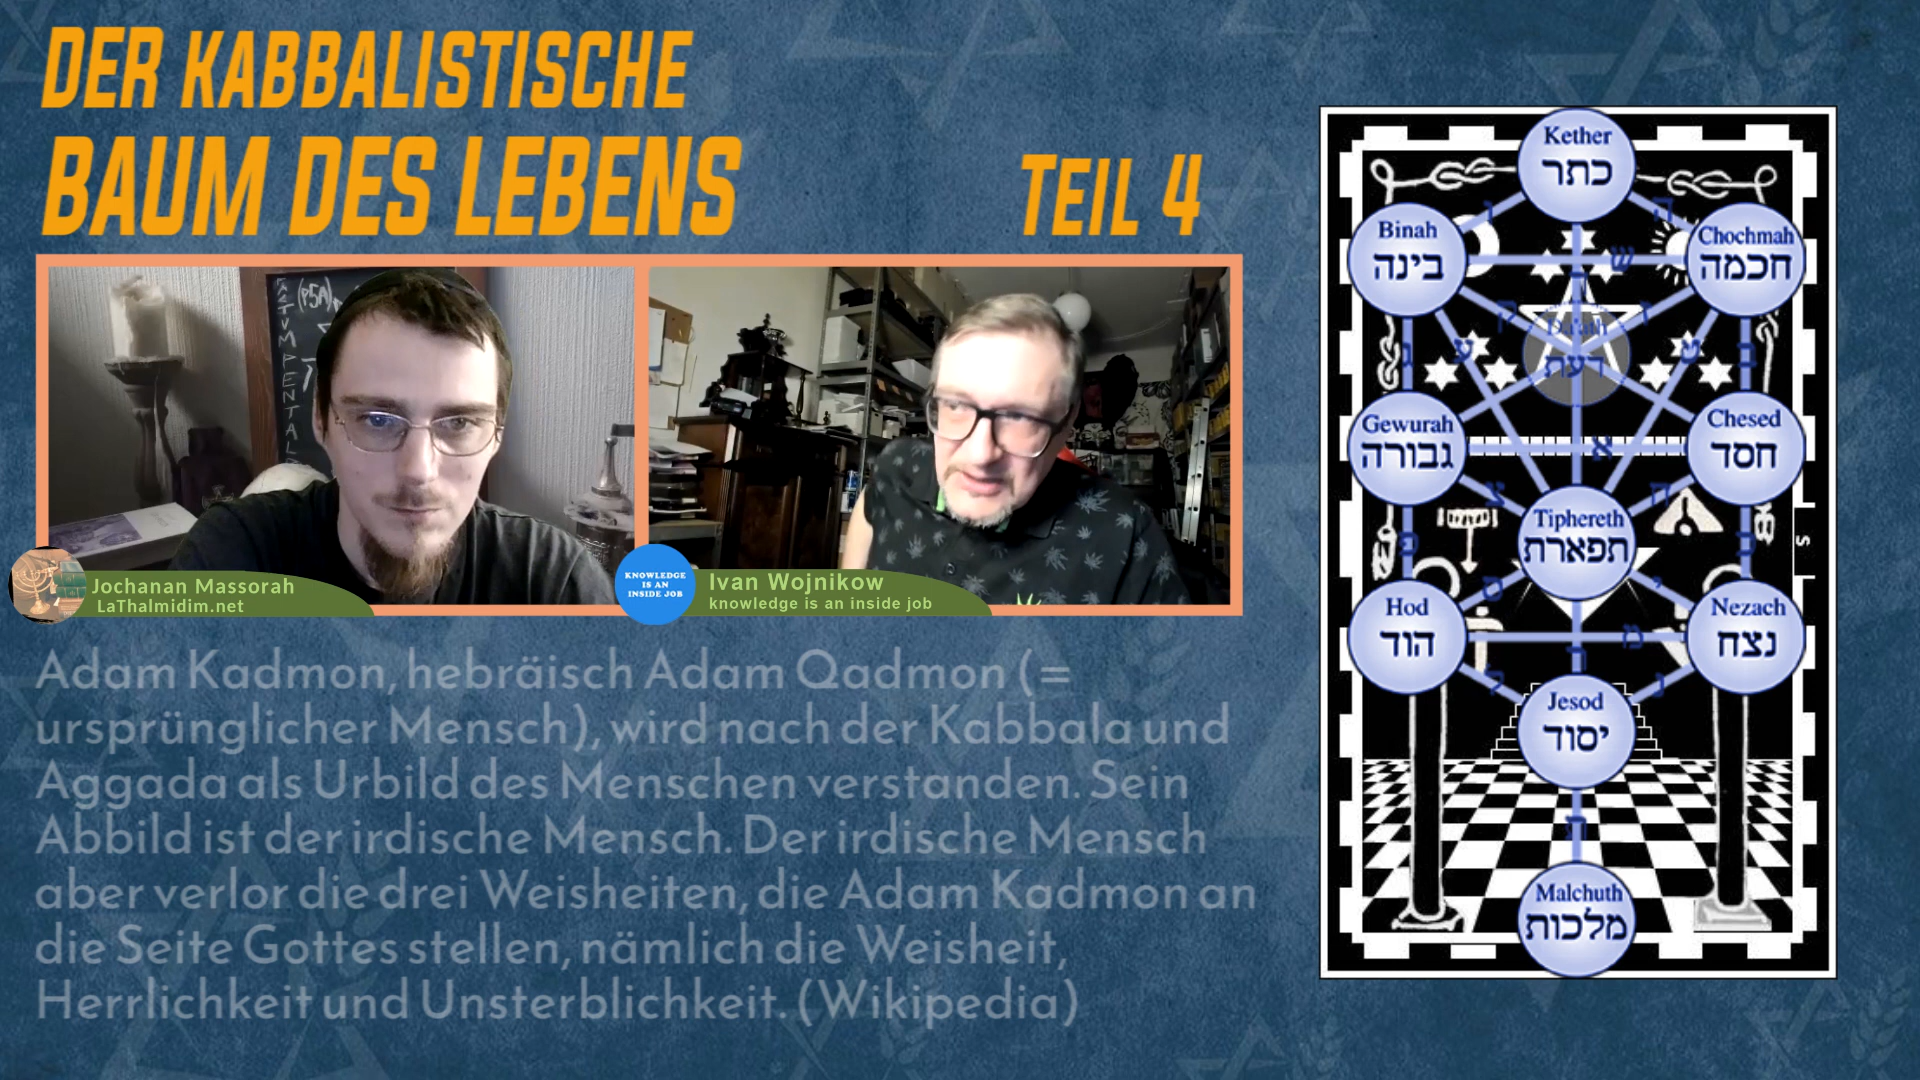 DER KABBALISTISCHE
BAUM DES LEBENS
TEIL 4
(P5A)
Jochanan Massorah
LaThalmidim.net
KNOWLEDGE
IS AN
INSIDE JOB
Ivan Wojnikow
knowledge is an inside job
Adam Kadmon, hebräisch Adam Qadmon (=
ursprünglicher Mensch), wird nach der Kabbala und
Aggada als Urbild des Menschen verstanden. Sein
Abbild ist der irdische Mensch. Der irdische Mensch
aber verlor die drei Weisheiten, die Adam Kadmon an
die Seite Gottes stellen, nämlich die Weisheit,
Herrlichkeit und Unsterblichkeit. (Wikipedia)
Kether
כתר
Binah
בינה
Chochmah
חכמה
Da'ath
דעת
Gewurah
גבורה
Chesed
חסד
Tiphereth
תפארת
Hod
הוד
Nezach
נצח
Jesod
יסוד
Malchuth
מלכות